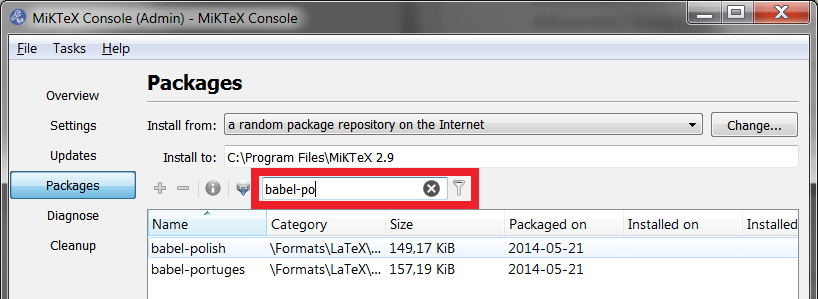 MiKTeX Console (Admin) - MiKTeX Console
File Tasks Help
Packages
Overview
Settings
Updates
Packages
Diagnose
Cleanup
Install from: a random package repository on the Internet Change...
Install to: C:\Program Files\MiKTeX 2.9
babel-po
Name Category Size Packaged on Installed on Installed
babel-polish \Formats\LaTeX\... 149,17 KiB 2014-05-21
babel-portuges \Formats\LaTeX\... 157,19 KiB 2014-05-21